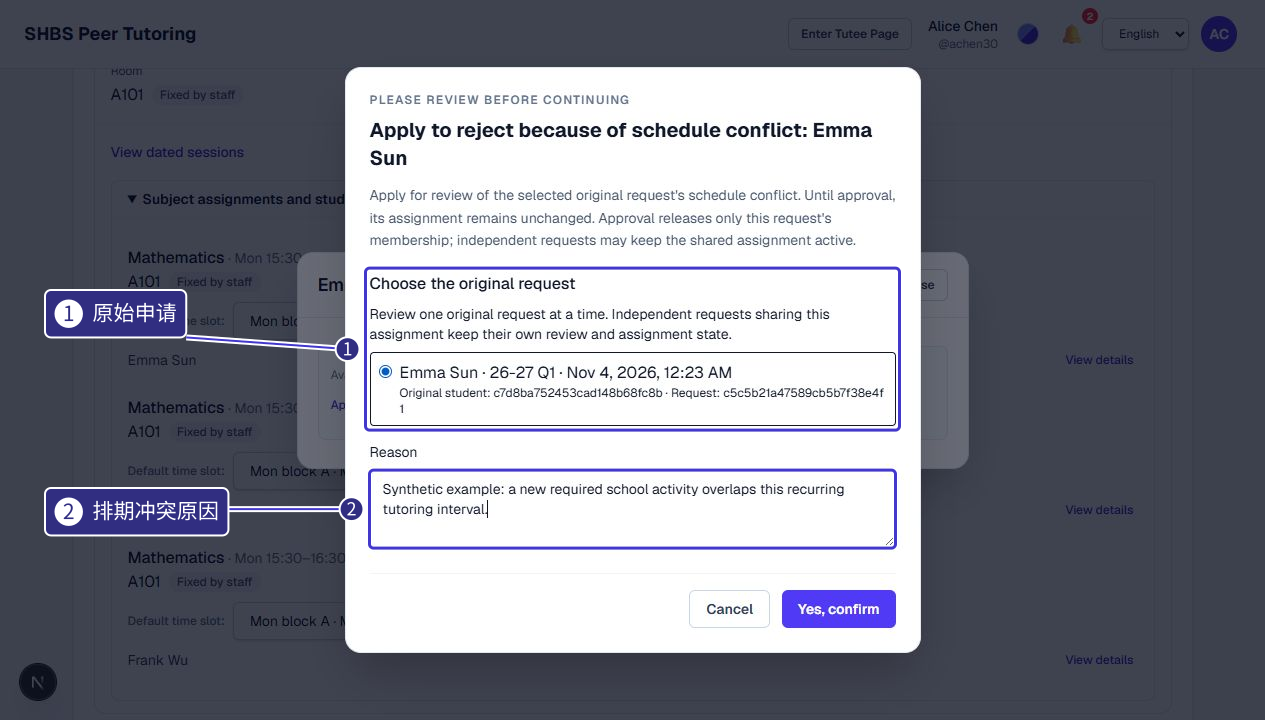 SHBS Peer Tutoring
Enter Tutee Page
Alice Chen
@achen30
2
English
AC
Room
A101 Fixed by staff
View dated sessions
▼ Subject assignments and stud
Mathematics · Mon 15:30
A101 Fixed by staff
Mon blo
Emma Sun
View details
Mathematics · Mon 15:30
A101 Fixed by staff
Default time slot: Mon block A · M
View details
Mathematics · Mon 15:30–16:30
A101 Fixed by staff
Default time slot: Mon block A · M
Frank Wu
View details
N
PLEASE REVIEW BEFORE CONTINUING
Apply to reject because of schedule conflict: Emma
Sun
Apply for review of the selected original request's schedule conflict. Until approval,
its assignment remains unchanged. Approval releases only this request's
membership; independent requests may keep the shared assignment active.
Choose the original request
Review one original request at a time. Independent requests sharing this
assignment keep their own review and assignment state.
Emma Sun · 26-27 Q1 · Nov 4, 2026, 12:23 AM
Original student: c7d8ba752453cad148b68fc8b · Request: c5c5b21a47589cb5b7f38e4f
1
Reason
Synthetic example: a new required school activity overlaps this recurring
tutoring interval.
Cancel
Yes, confirm
1 原始申请
1
2 排期冲突原因
2